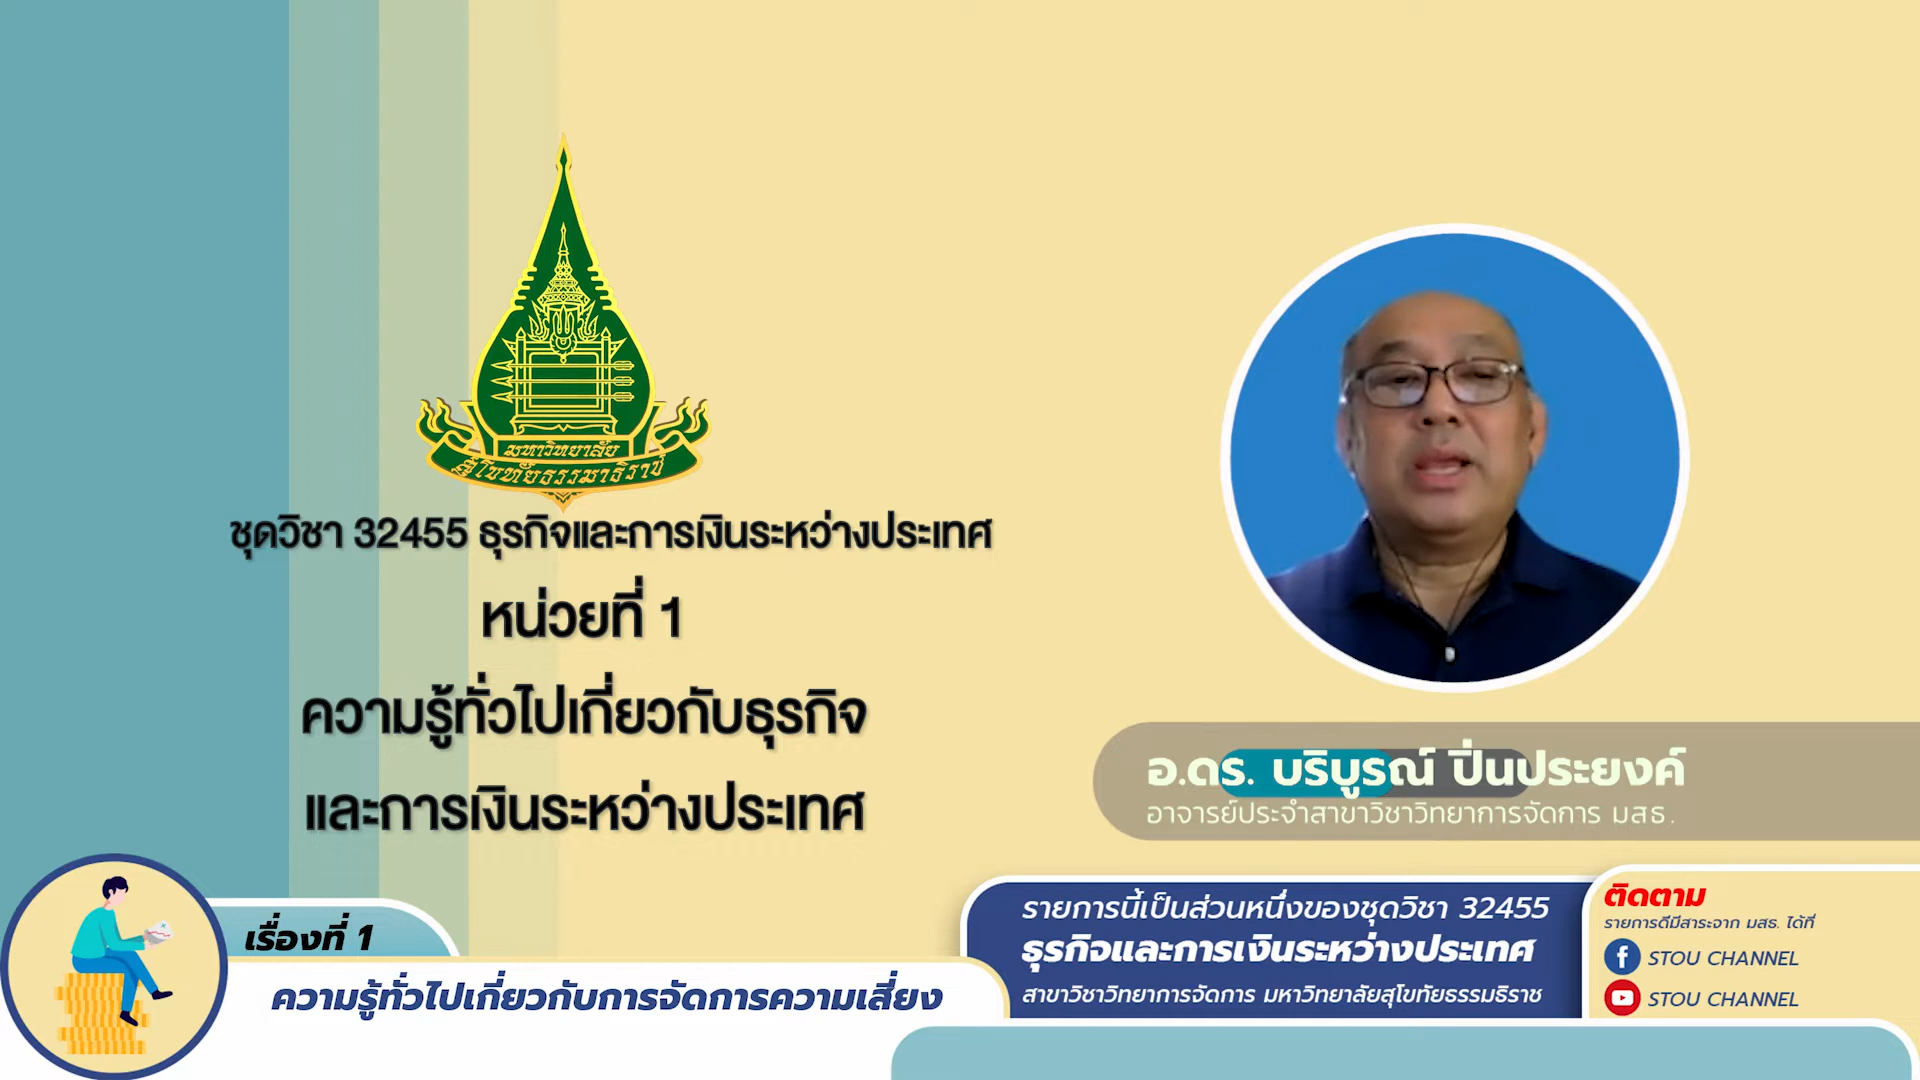 มหาวิทยาลัย
สุโขทัยธรรมาธิราช
ชุดวิชา 32455 ธุรกิจและการเงินระหว่างประเทศ
หน่วยที่ 1
ความรู้ทั่วไปเกี่ยวกับธุรกิจ
และการเงินระหว่างประเทศ
อ.ดร. บริบูรณ์ ปิ่นประยงค์
อาจารย์ประจำสาขาวิชาวิทยาการจัดการ มสธ.
เรื่องที่ 1
ความรู้ทั่วไปเกี่ยวกับการจัดการความเสี่ยง
รายการนี้เป็นส่วนหนึ่งของชุดวิชา 32455
ธุรกิจและการเงินระหว่างประเทศ
สาขาวิชาวิทยาการจัดการ มหาวิทยาลัยสุโขทัยธรรมธิราช
ติดตาม
รายการดีมีสาระจาก มสธ. ได้ที่
STOU CHANNEL
STOU CHANNEL